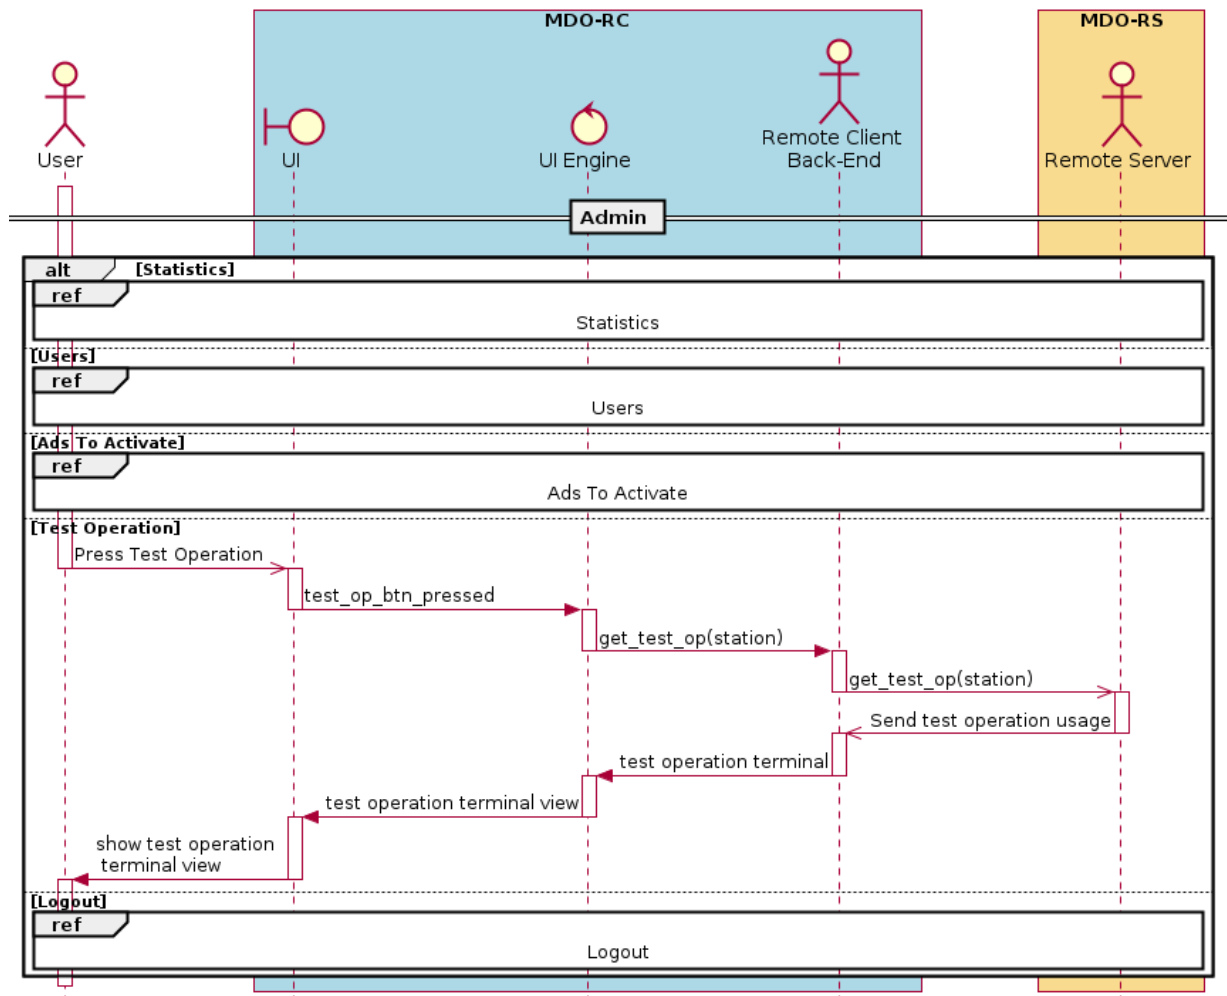 MDO-RC
MDO-RS
User
UI
UI Engine
Remote Client
Back-End
Remote Server
Admin
alt
[Statistics]
ref
Statistics
[Users]
ref
Users
[Ads To Activate]
ref
Ads To Activate
[Test Operation]
Press Test Operation
test_op_btn_pressed
get_test_op(station)
get_test_op(station)
Send test operation usage
test operation terminal
test operation terminal view
show test operation
terminal view
[Logout]
ref
Logout